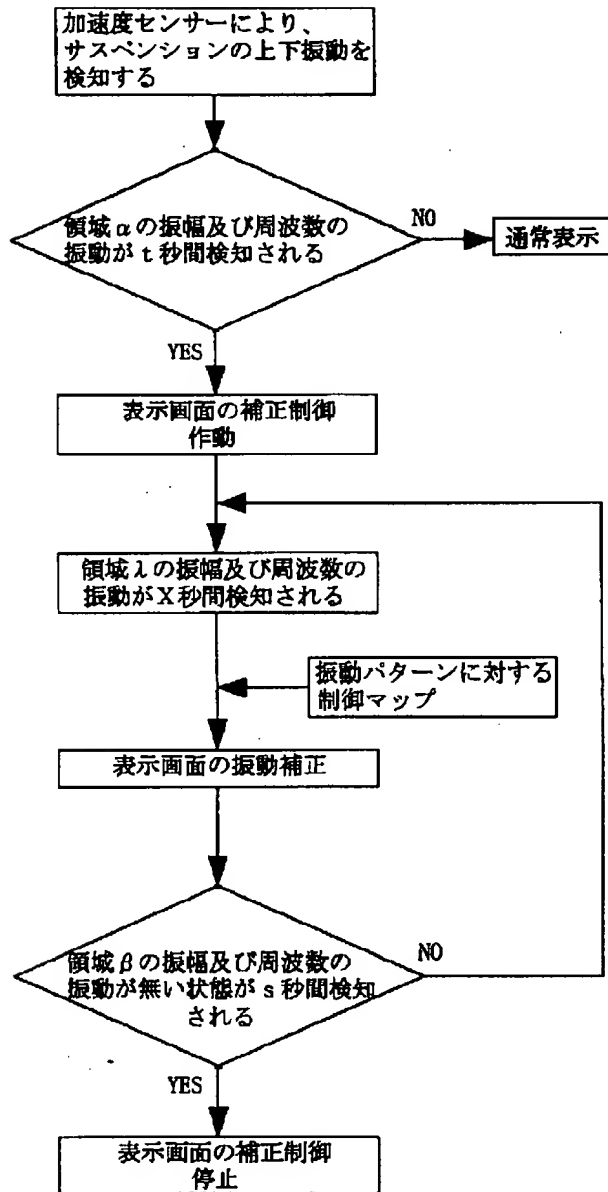 加速度センサーにより、
サスペンションの上下振動を
検知する
領域αの振幅及び周波数の
振動がt秒間検知される
NO
通常表示
YES
表示画面の補正制御
作動
領域λの振幅及び周波数の
振動がX秒間検知される
振動パターンに対する
制御マップ
表示画面の振動補正
領域βの振幅及び周波数の
振動が無い状態がs秒間検知
される
NO
YES
表示画面の補正制御
停止